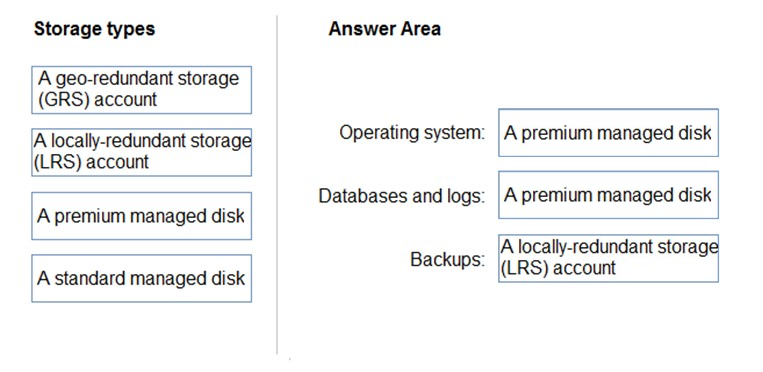 Storage types
A geo-redundant storage
(GRS) account
A locally-redundant storage
(LRS) account
A premium managed disk
A standard managed disk
Answer Area
Operating system: A premium managed disk
Databases and logs: A premium managed disk
Backups: A locally-redundant storage
(LRS) account